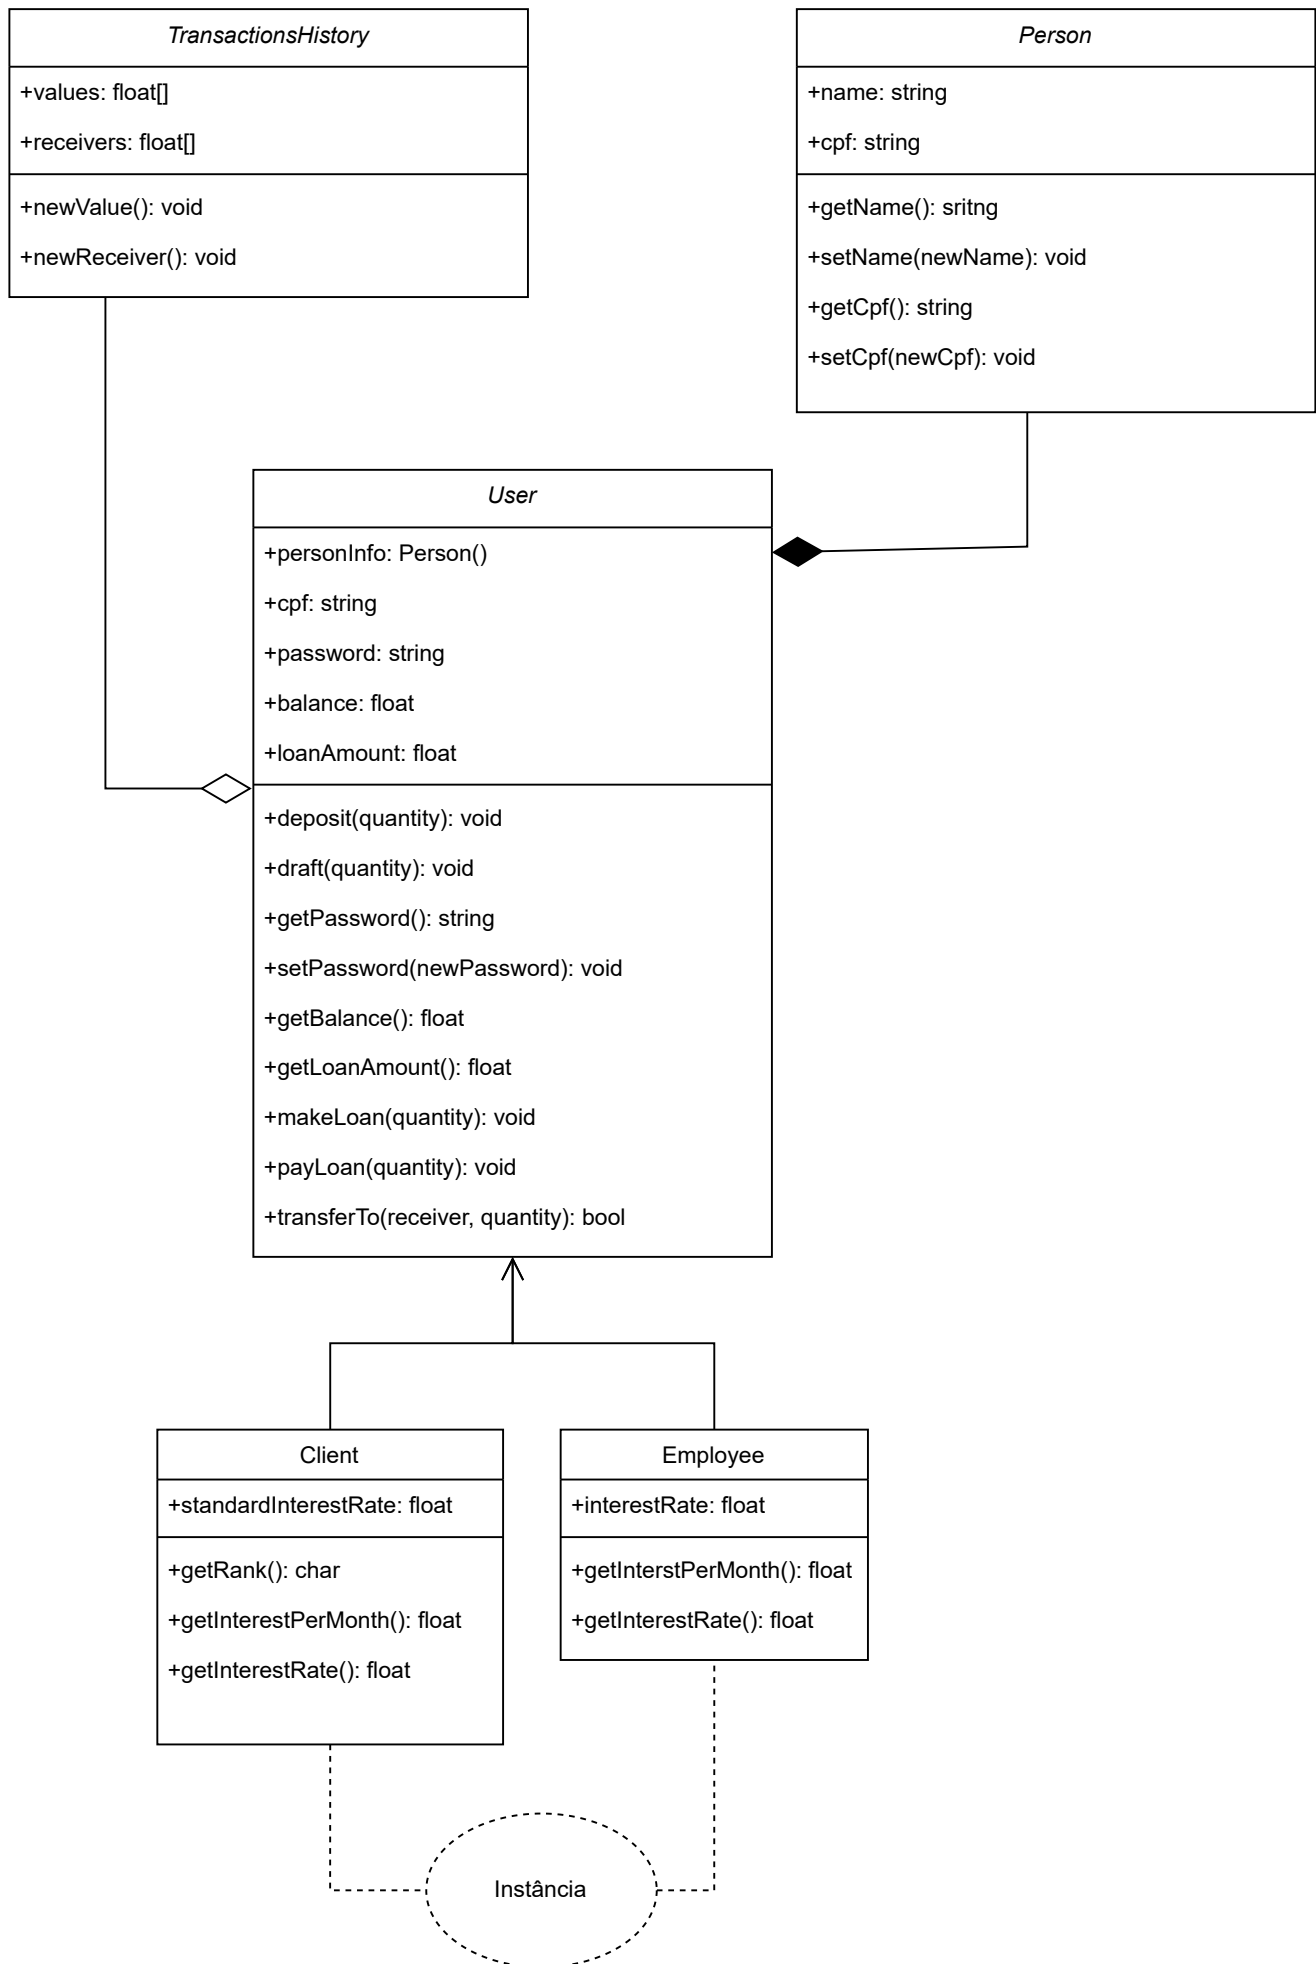 TransactionsHistory
+values: float[]
+receivers: float[]
+newValue(): void
+newReceiver(): void
Person
+name: string
+cpf: string
+getName(): sritng
+setName(newName): void
+getCpf(): string
+setCpf(newCpf): void
User
+personInfo: Person()
+cpf: string
+password: string
+balance: float
+loanAmount: float
+deposit(quantity): void
+draft(quantity): void
+getPassword(): string
+setPassword(newPassword): void
+getBalance(): float
+getLoanAmount(): float
+makeLoan(quantity): void
+payLoan(quantity): void
+transferTo(receiver, quantity): bool
Client
+standardInterestRate: float
+getRank(): char
+getInterestPerMonth(): float
+getInterestRate(): float
Employee
+interestRate: float
+getInterstPerMonth(): float
+getInterestRate(): float
Instância